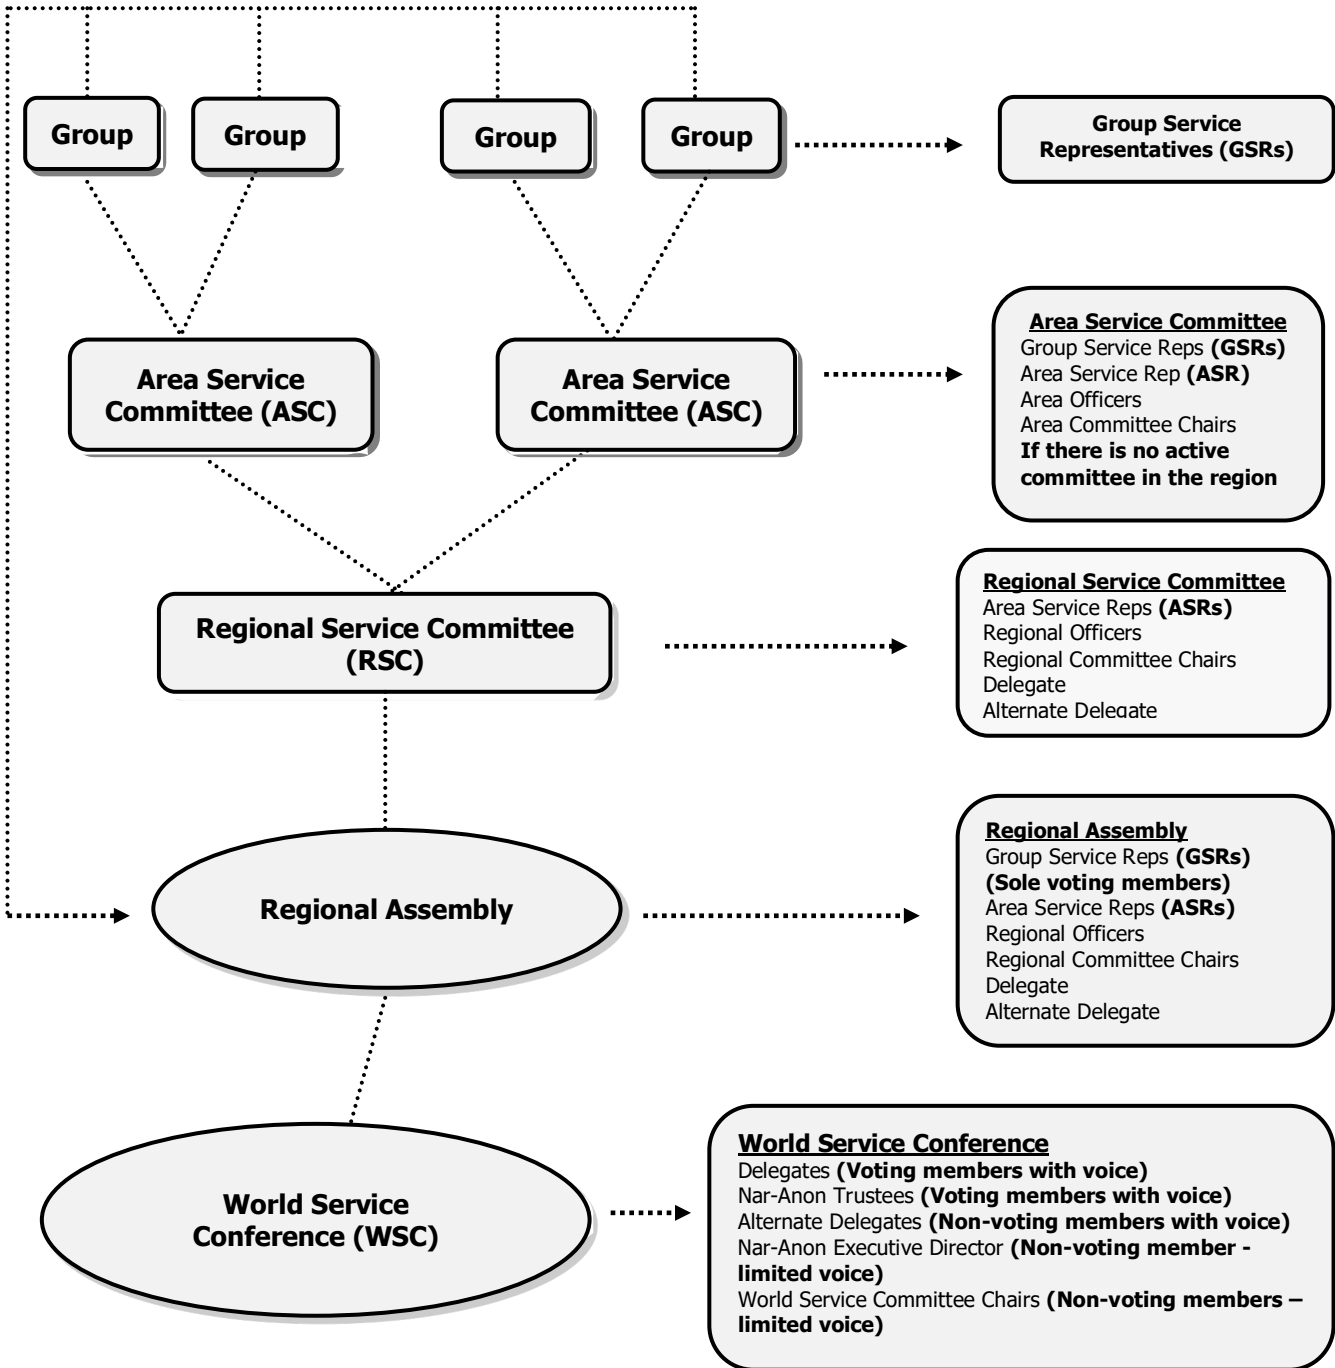 Group
Group
Group
Group
Group Service
Representatives (GSRs)
Area Service
Committee (ASC)
Area Service
Committee (ASC)
Area Service Committee
Group Service Reps (GSRs)
Area Service Rep (ASR)
Area Officers
Area Committee Chairs
If there is no active
committee in the region
Regional Service Committee
(RSC)
Regional Service Committee
Area Service Reps (ASRs)
Regional Officers
Regional Committee Chairs
Delegate
Alternate Delegate
Regional Assembly
Regional Assembly
Group Service Reps (GSRs)
(Sole voting members)
Area Service Reps (ASRs)
Regional Officers
Regional Committee Chairs
Delegate
Alternate Delegate
World Service
Conference (WSC)
World Service Conference
Delegates (Voting members with voice)
Nar-Anon Trustees (Voting members with voice)
Alternate Delegates (Non-voting members with voice)
Nar-Anon Executive Director (Non-voting member -
limited voice)
World Service Committee Chairs (Non-voting members –
limited voice)